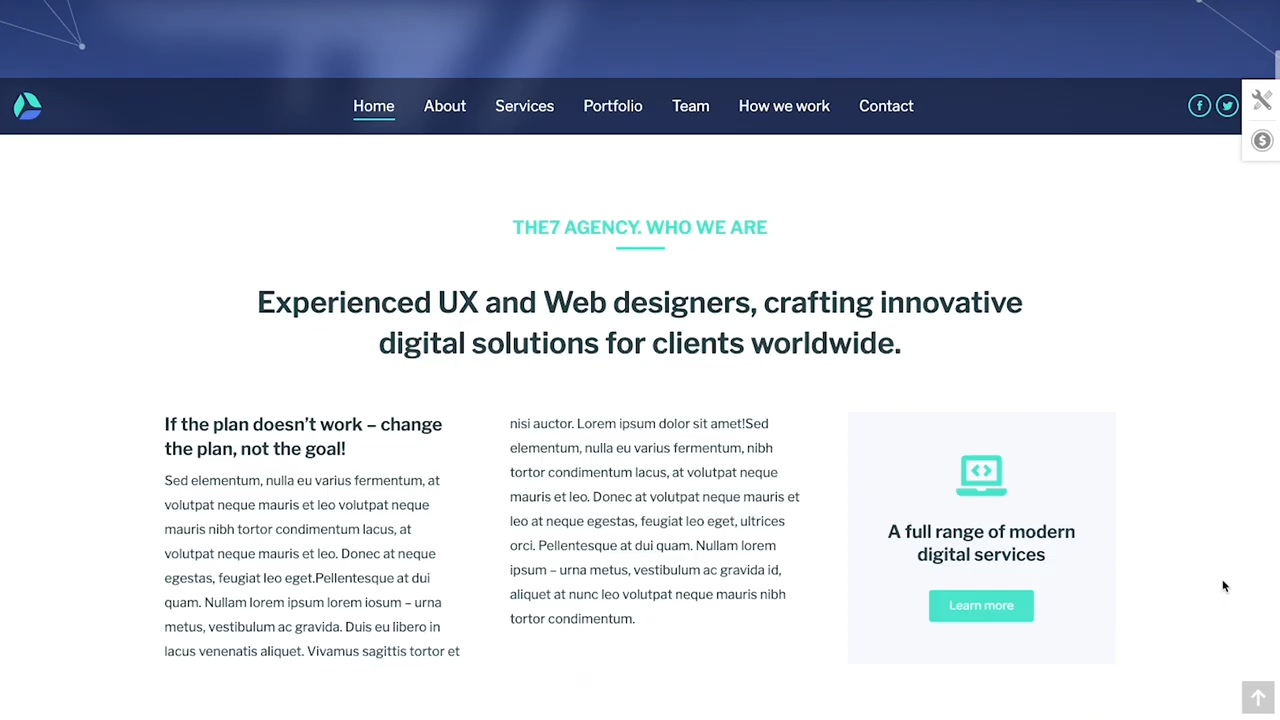 Home About Services Portfolio Team How we work Contact
THE7 AGENCY. WHO WE ARE
Experienced UX and Web designers, crafting innovative
digital solutions for clients worldwide.
If the plan doesn't work – change
the plan, not the goal!
Sed elementum, nulla eu varius fermentum, at
volutpat neque mauris et leo volutpat neque
mauris nibh tortor condimentum lacus, at
volutpat neque mauris et leo. Donec at neque
egestas, feugiat leo eget.Pellentesque at dui
quam. Nullam lorem ipsum lorem iosum – urna
metus, vestibulum ac gravida. Duis eu libero in
lacus venenatis aliquet. Vivamus sagittis tortor et
nisi auctor. Lorem ipsum dolor sit amet!Sed
elementum, nulla eu varius fermentum, nibh
tortor condimentum lacus, at volutpat neque
mauris et leo. Donec at volutpat neque mauris et
leo at neque egestas, feugiat leo eget, ultrices
orci. Pellentesque at dui quam. Nullam lorem
ipsum – urna metus, vestibulum ac gravida id,
aliquet at nunc leo volutpat neque mauris nibh
tortor condimentum.
A full range of modern
digital services
Learn more